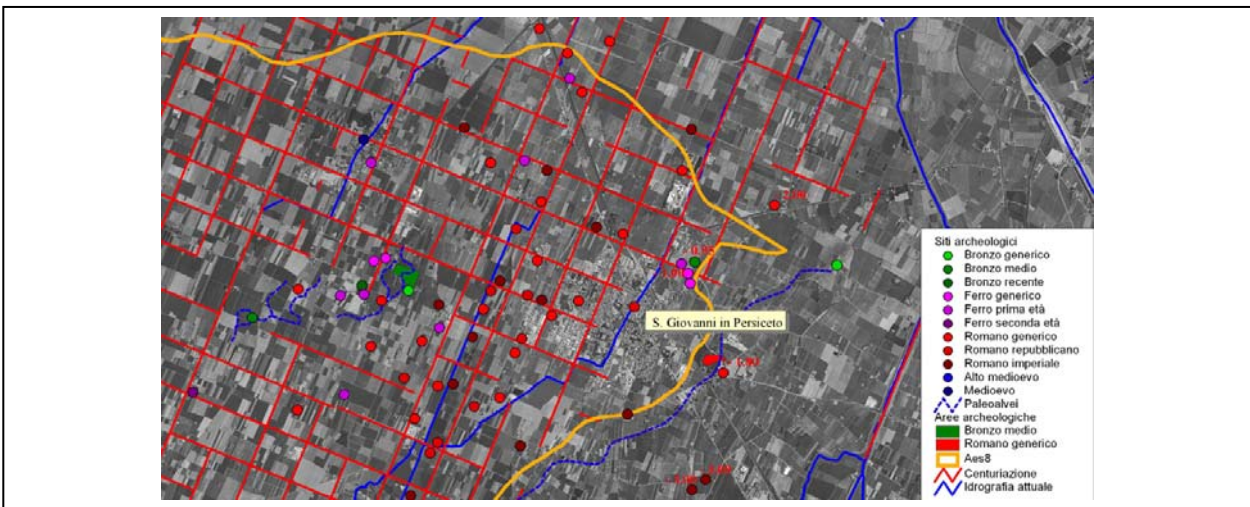 S. Giovanni in Persiceto
Siti archeologici
Bronzo generico
Bronzo medio
Bronzo recente
Ferro generico
Ferro prima età
Ferro seconda età
Romano generico
Romano repubblicano
Romano imperiale
Alto medioevo
Medioevo
Paleoalvei
Aree archeologiche
Bronzo medio
Romano generico
Aes8
Centuriazione
Idrografia attuale